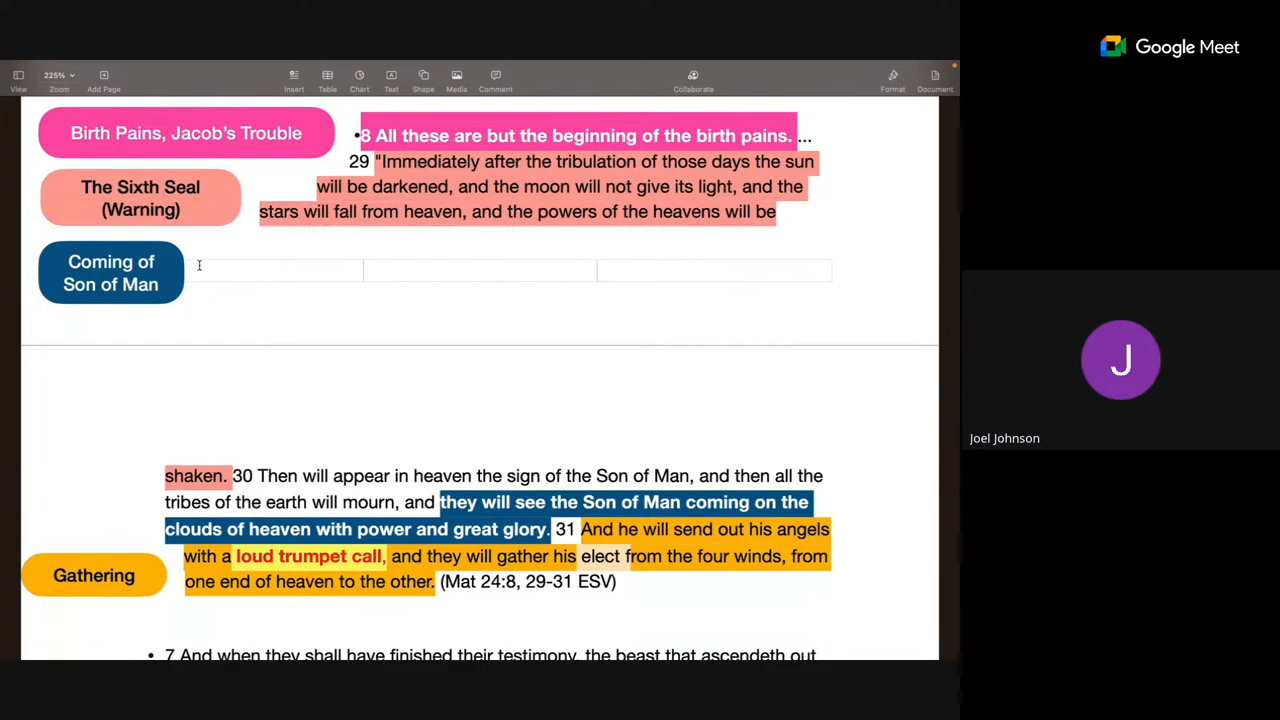 Google Meet
225%
View
Zoom
Add Page
Insert
Table
Chart
Text
Shape
Media
Comment
Collaborate
Format
Document
Birth Pains, Jacob's Trouble
•8 All these are but the beginning of the birth pains. ...
The Sixth Seal
(Warning)
29 "Immediately after the tribulation of those days the sun
will be darkened, and the moon will not give its light, and the
stars will fall from heaven, and the powers of the heavens will be
Coming of
Son of Man
shaken. 30 Then will appear in heaven the sign of the Son of Man, and then all the
tribes of the earth will mourn, and they will see the Son of Man coming on the
clouds of heaven with power and great glory. 31 And he will send out his angels
with a loud trumpet call, and they will gather his elect from the four winds, from
one end of heaven to the other. (Mat 24:8, 29-31 ESV)
Gathering
• 7 And when they shall have finished their testimony, the beast that ascendeth out
J
Joel Johnson